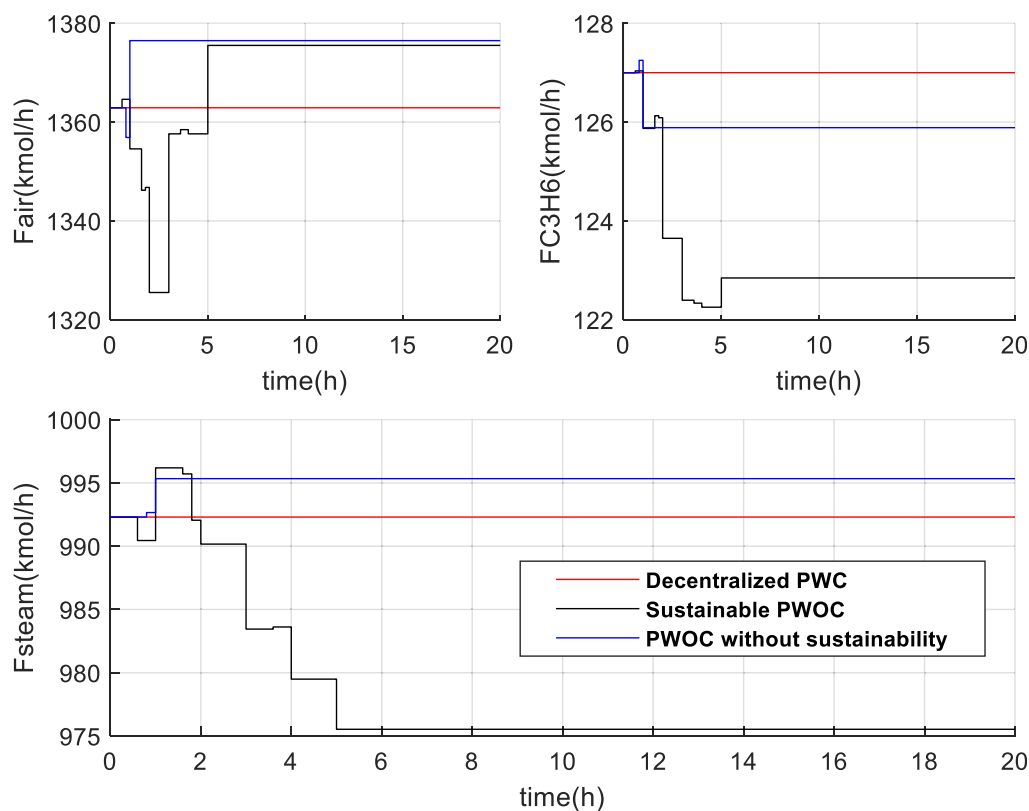 1380
1360
1340
1320
Fair(kmol/h)
0 5 10 15 20
time(h)
128
126
124
122
FC3H6(kmol/h)
0 5 10 15 20
time(h)
1000
995
990
985
980
975
Fsteam(kmol/h)
Decentralized PWC
Sustainable PWOC
PWOC without sustainability
0 2 4 6 8 10 12 14 16 18 20
time(h)